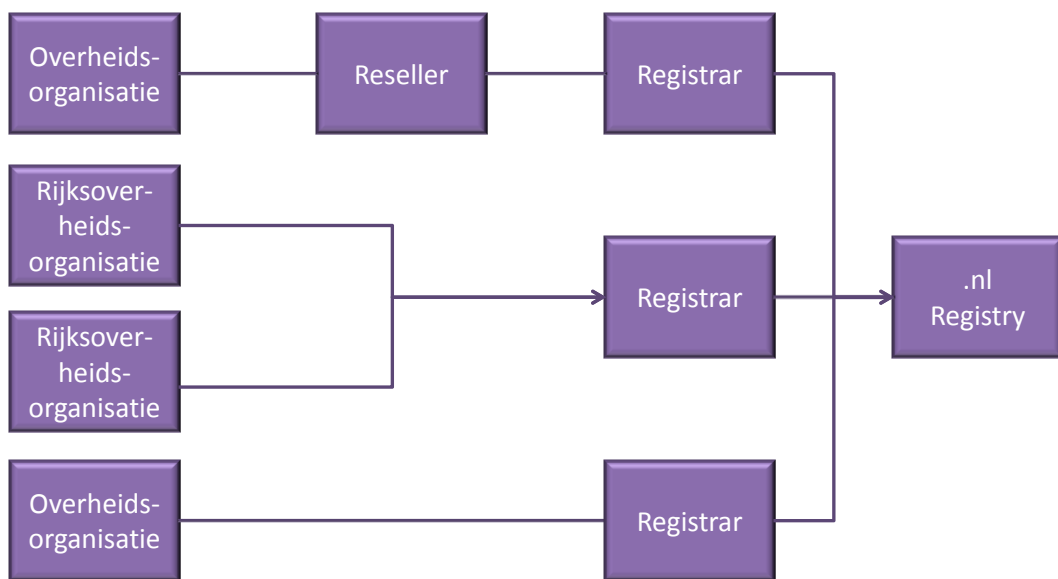 Overheids-
organisatie
Reseller
Registrar
Rijksover-
heids-
organisatie
Registrar
.nl
Registry
Rijksover-
heids-
organisatie
Overheids-
organisatie
Registrar